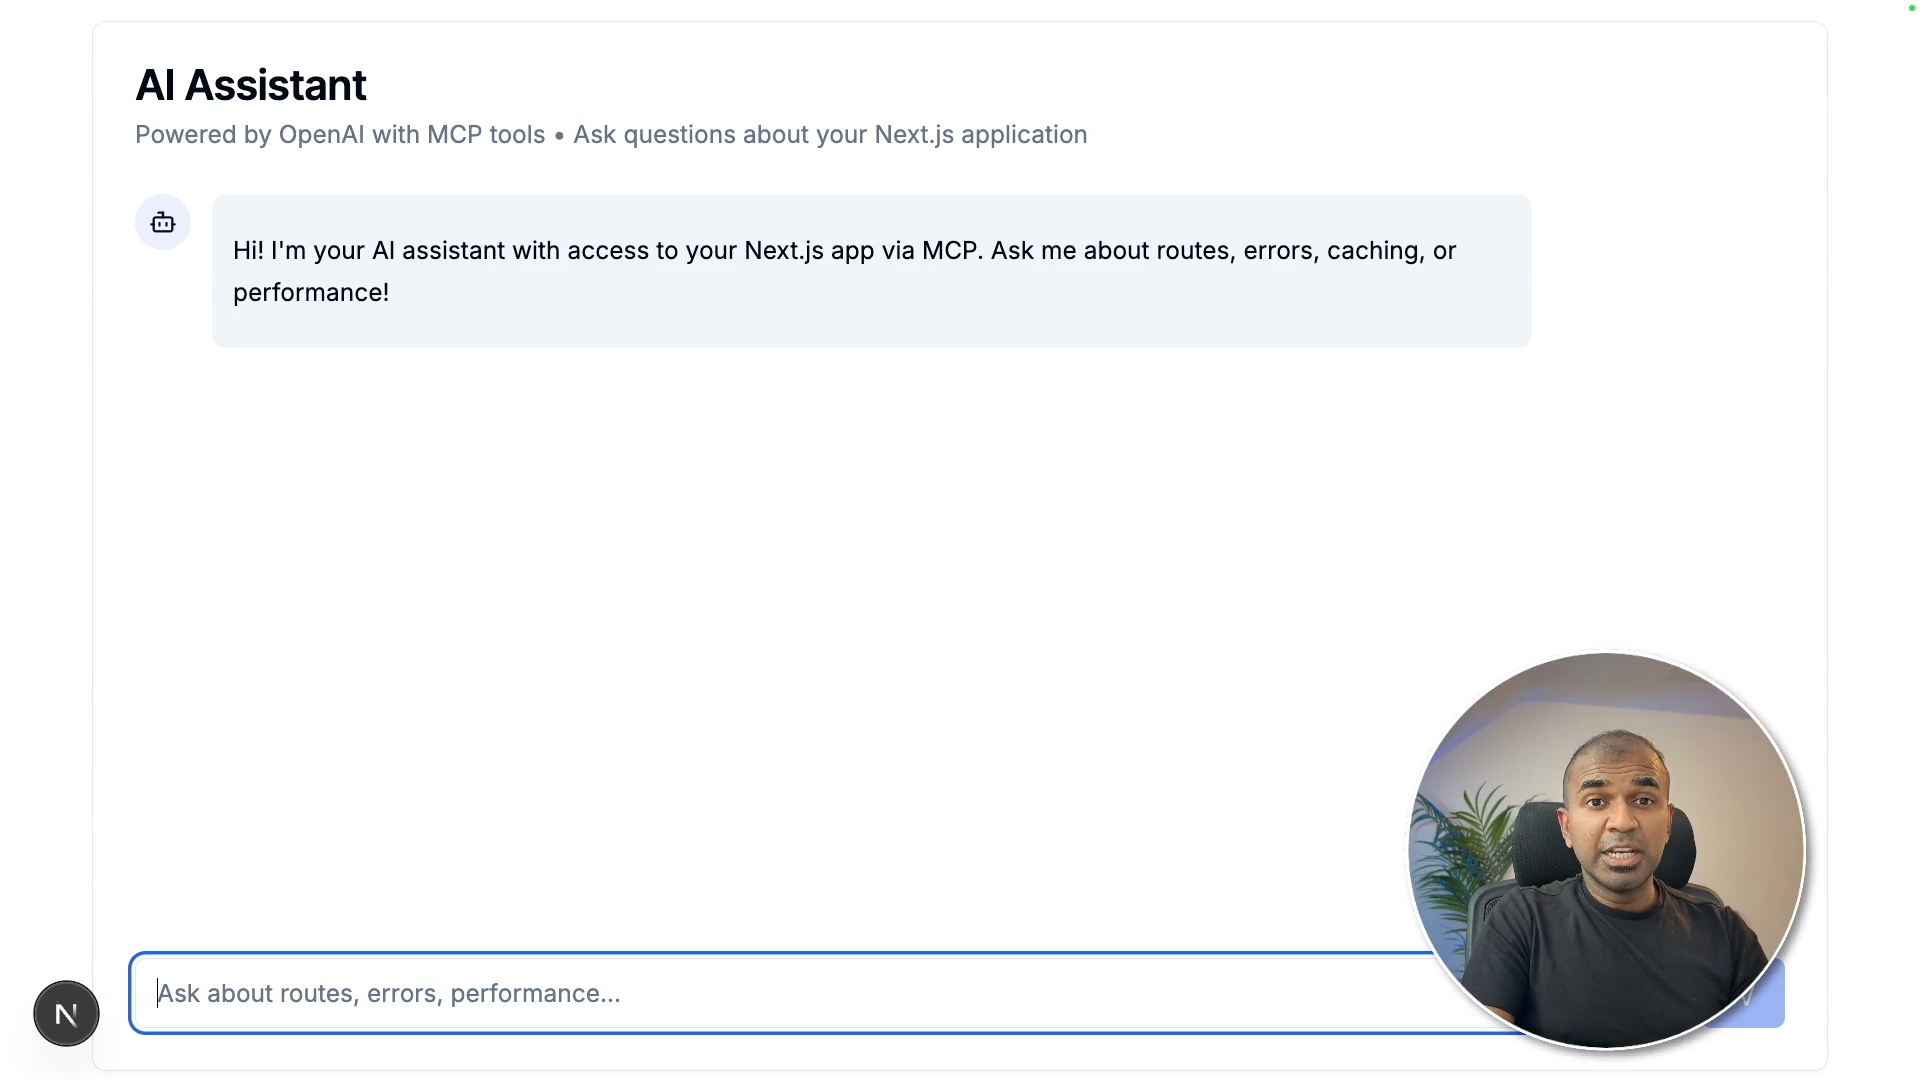 AI Assistant
Powered by OpenAI with MCP tools • Ask questions about your Next.js application
Hi! I'm your AI assistant with access to your Next.js app via MCP. Ask me about routes, errors, caching, or
performance!
Ask about routes, errors, performance...
N